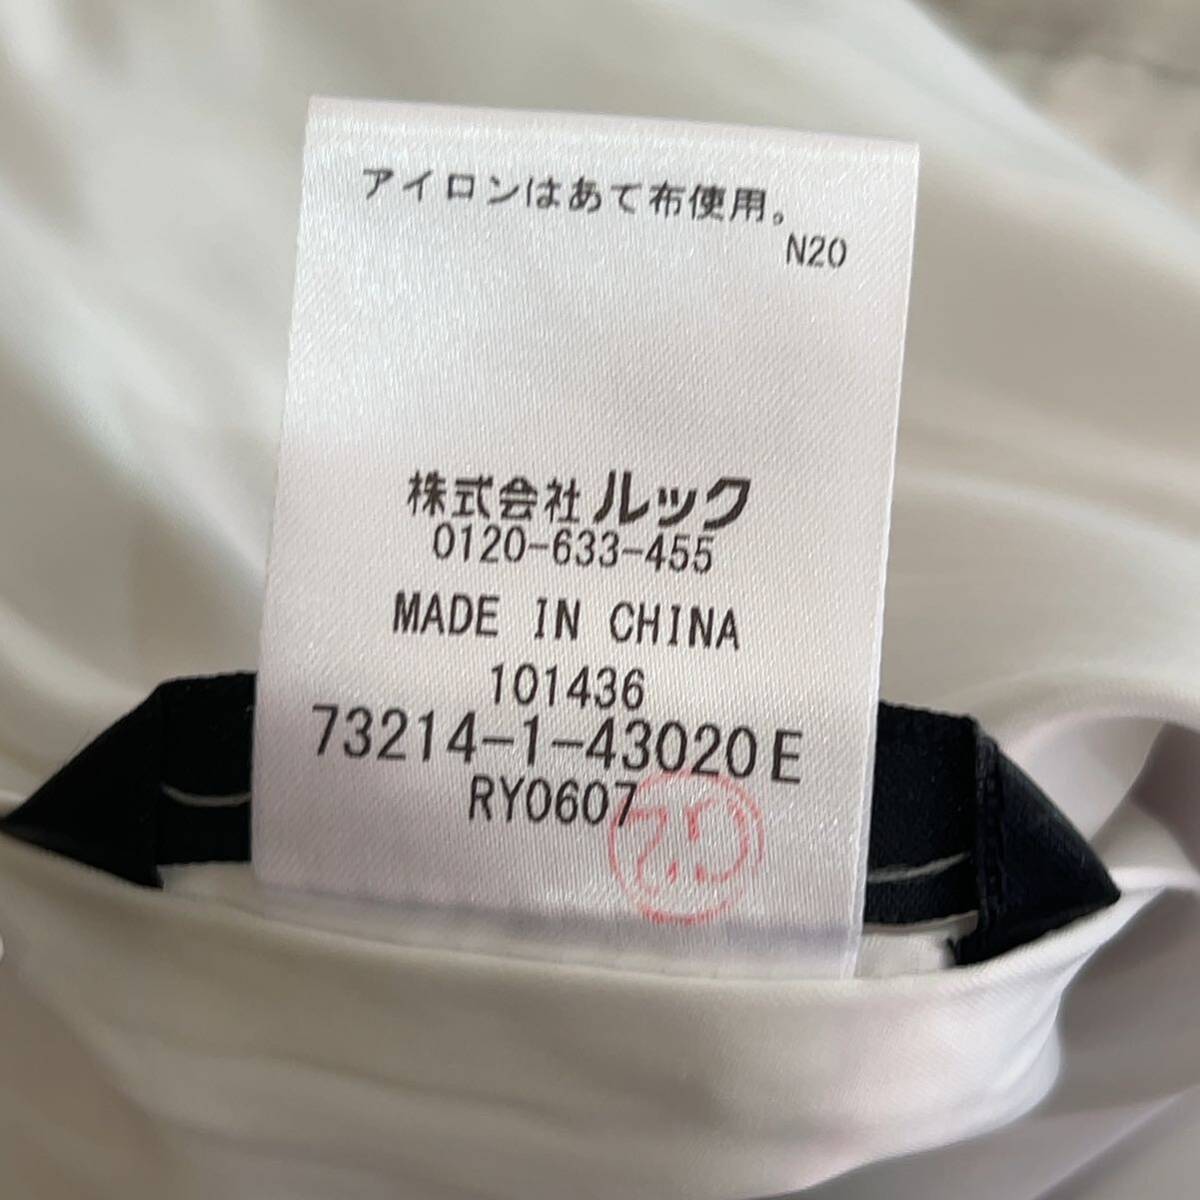 アイロンはあて布使用。
N20
株式会社ルック
0120-633-455
MADE IN CHINA
101436
73214-1-43020E
RY0607